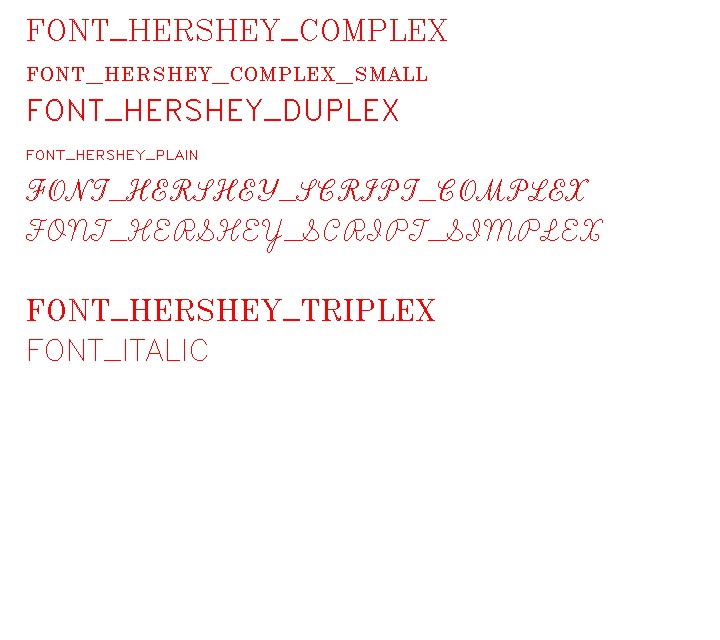 FONT_HERSHEY_COMPLEX
FONT_HERSHEY_COMPLEX_SMALL
FONT_HERSHEY_DUPLEX
FONT_HERSHEY_PLAIN
FONT_HERSHEY_SCRIPT_COMPLEX
FONT_HERSHEY_SCRIPT_SIMPLEX
FONT_HERSHEY_TRIPLEX
FONT_ITALIC